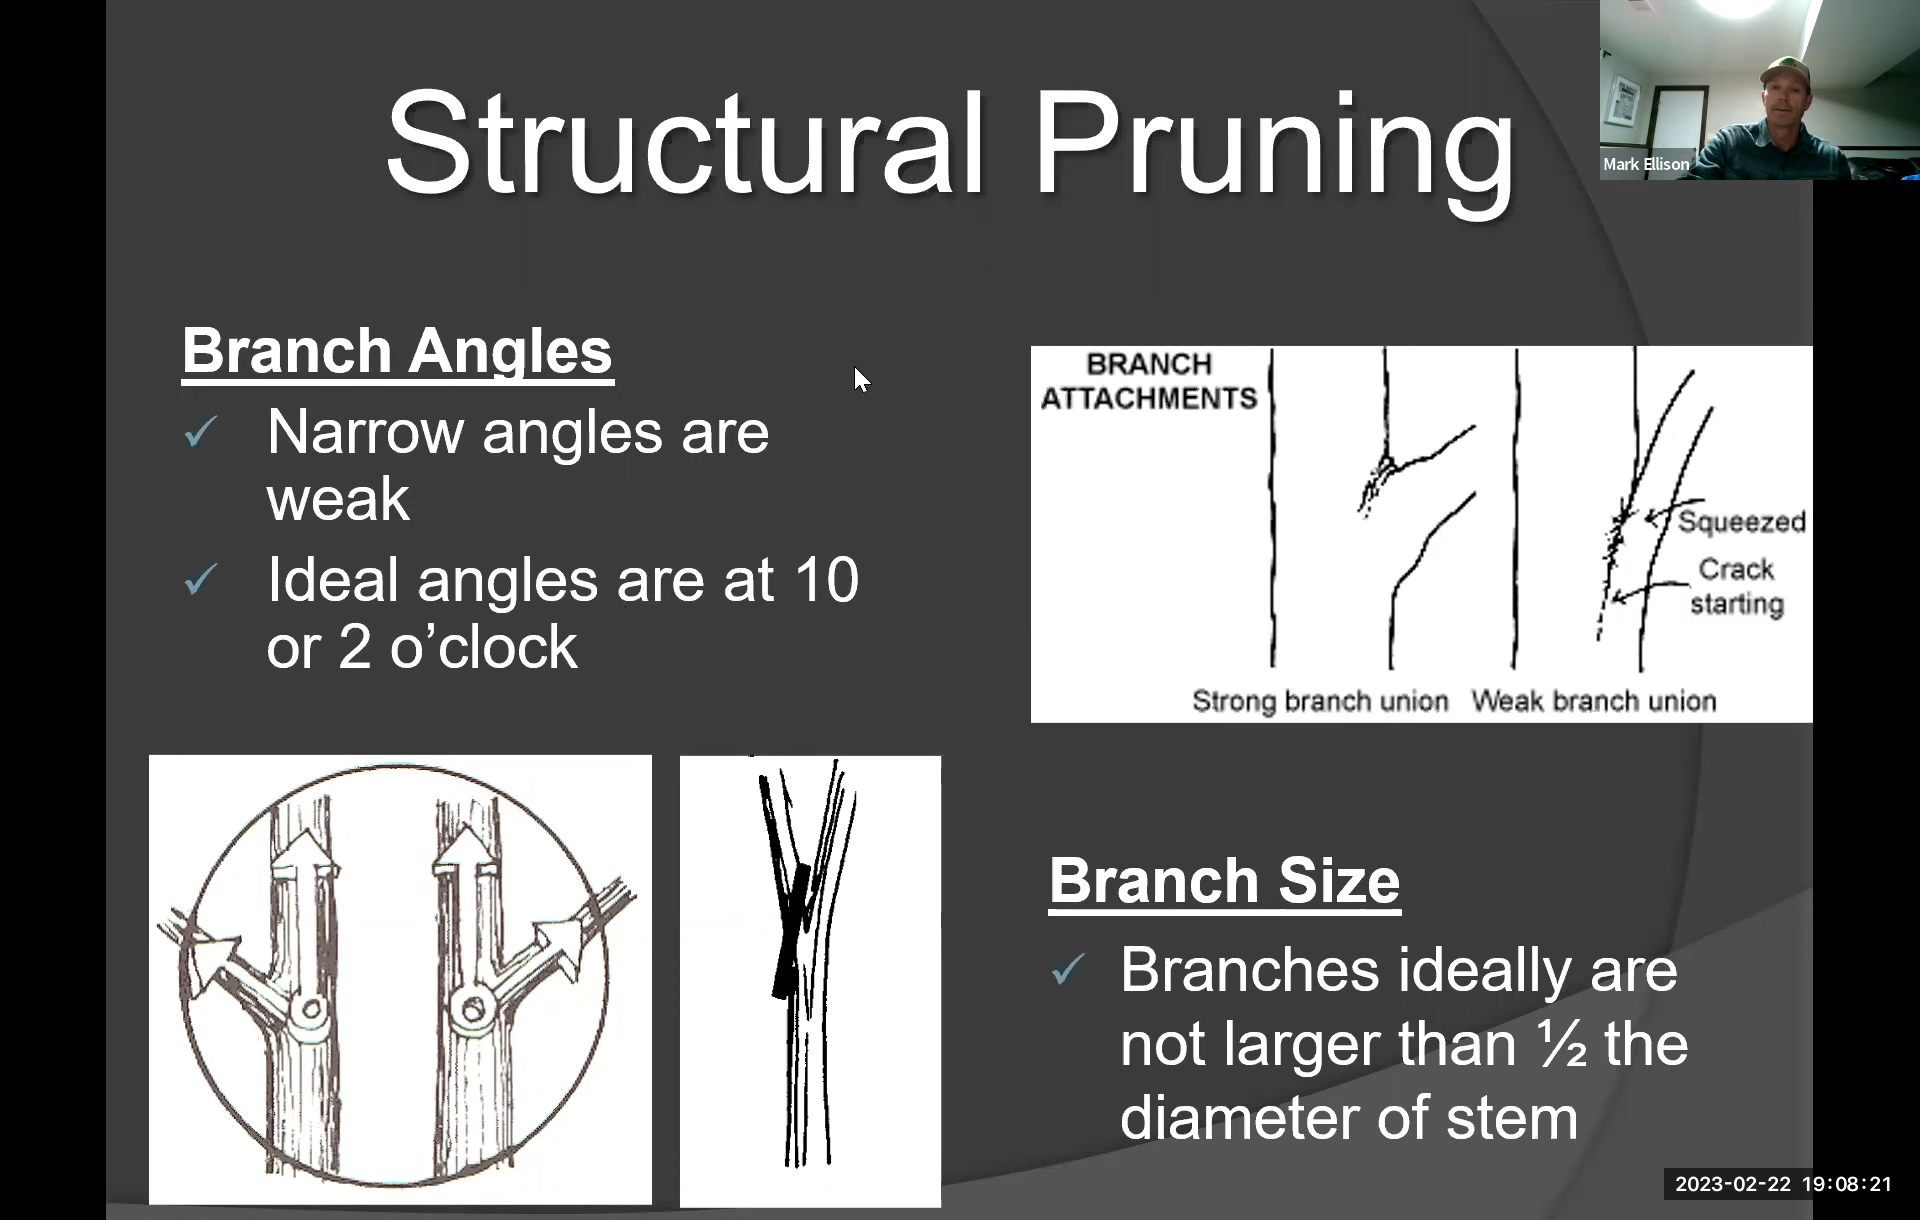 Structural Pruning
Mark Ellison
Branch Angles
✓ Narrow angles are
weak
✓ Ideal angles are at 10
or 2 o’clock
BRANCH
ATTACHMENTS
Squeezed
Crack
starting
Strong branch union
Weak branch union
Branch Size
✓ Branches ideally are
not larger than ½ the
diameter of stem
2023-02-22 19:08:21